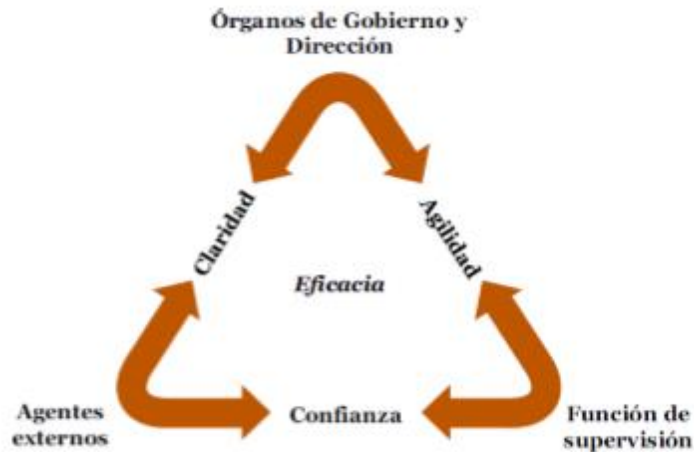 Órganos de Gobierno y
Dirección
Claridad
Agilidad
Eficacia
Agentes
externos
Confianza
Función de
supervisión